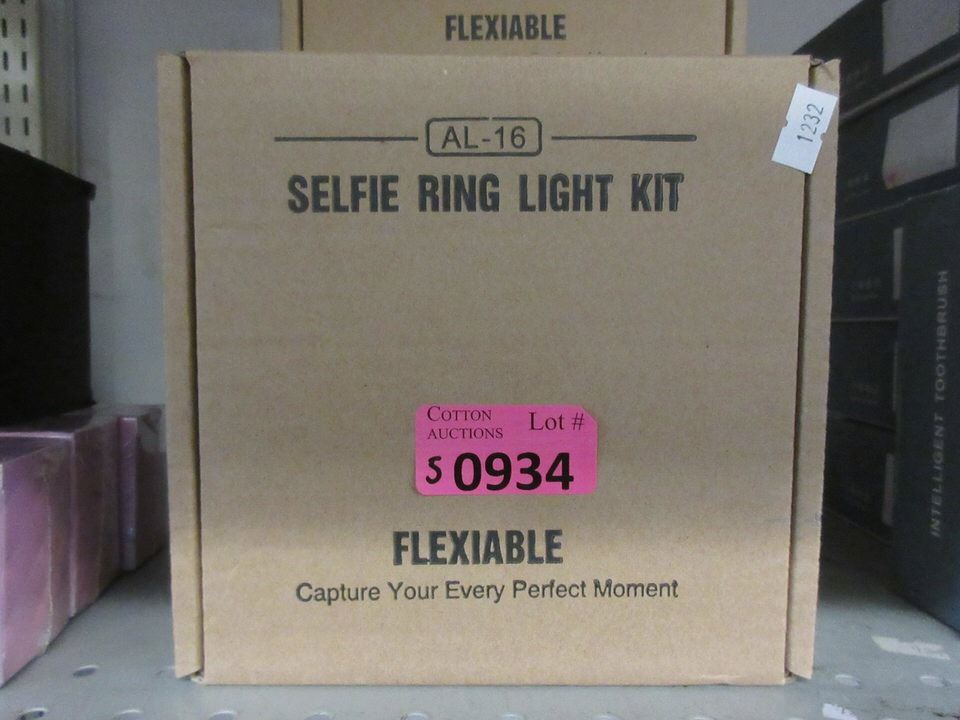 FLEXIABLE
AL-16
1232
SELFIE RING LIGHT KIT
COTTON Lot #
AUCTIONS
S 0934
FLEXIABLE
Capture Your Every Perfect Moment
INTELLIGENT TOOTHBRUSH